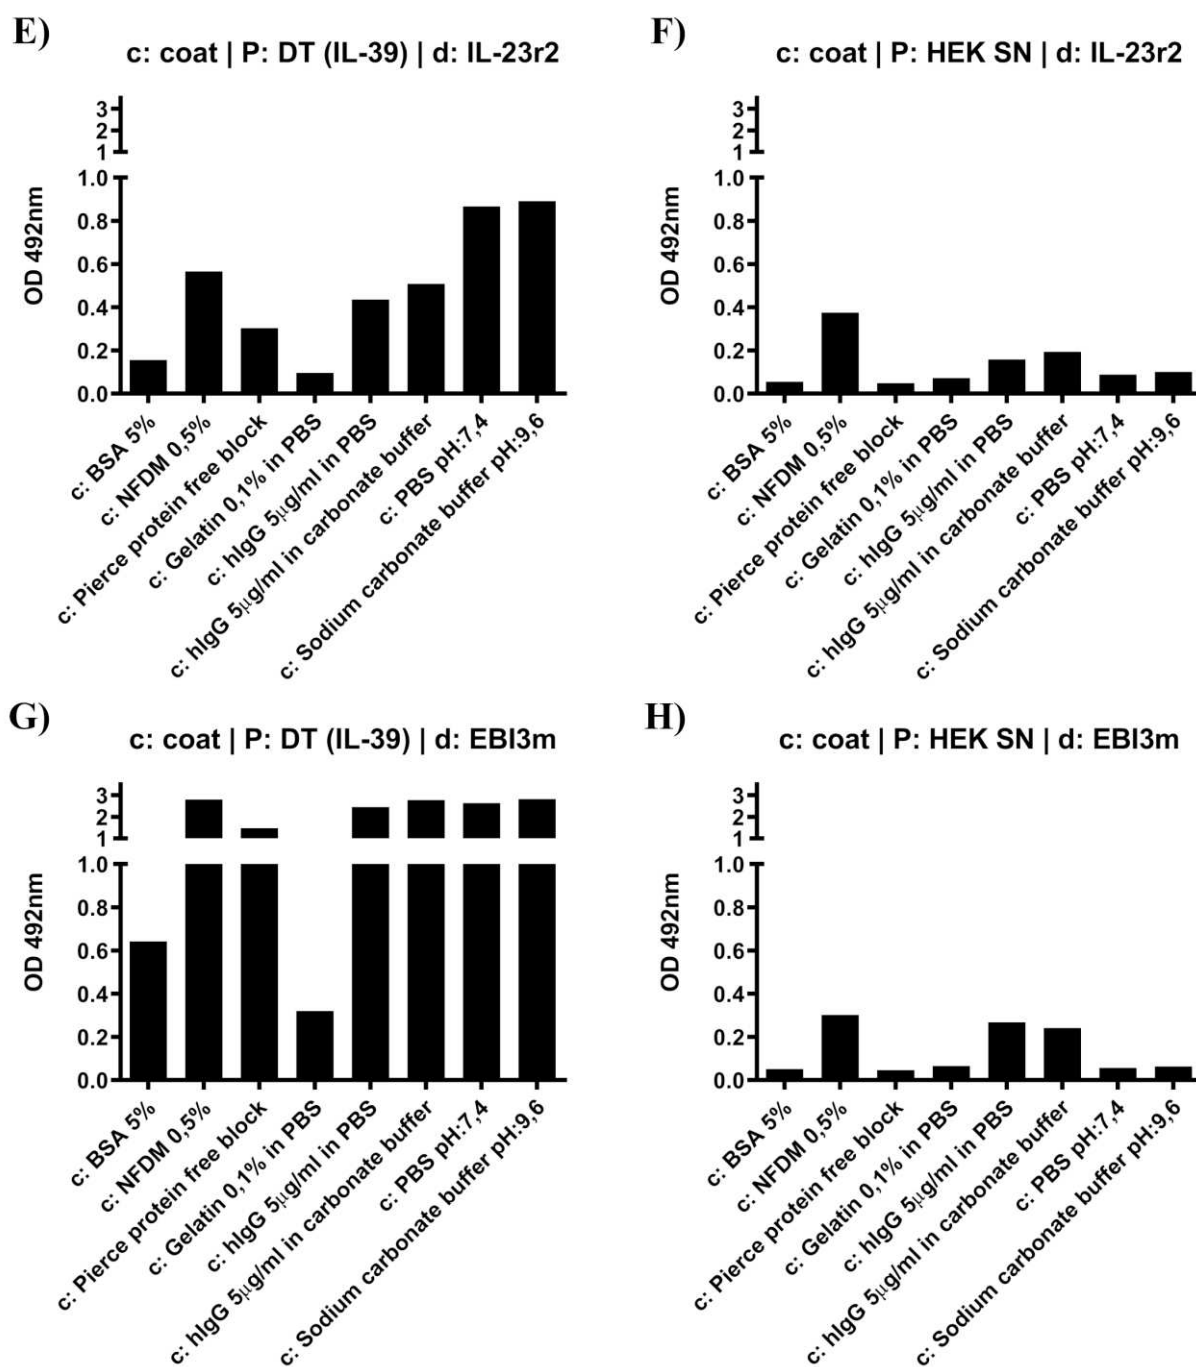 E)
c: coat | P: DT (IL-39) | d: IL-23r2
3
2
1
1.0
0.8
0.6
0.4
0.2
0.0
OD 492nm
c: BSA 5%
c: NFDM 0,5%
c: Pierce protein free block
c: Gelatin 0,1% in PBS
c: hIgG 5μg/ml in PBS
c: hIgG 5μg/ml in carbonate buffer
c: PBS pH:7,4
c: Sodium carbonate buffer pH:9,6
F)
c: coat | P: HEK SN | d: IL-23r2
3
2
1
1.0
0.8
0.6
0.4
0.2
0.0
OD 492nm
c: BSA 5%
c: NFDM 0,5%
c: Pierce protein free block
c: Gelatin 0,1% in PBS
c: hIgG 5μg/ml in PBS
c: hIgG 5μg/ml in carbonate buffer
c: PBS pH:7,4
c: Sodium carbonate buffer pH:9,6
G)
c: coat | P: DT (IL-39) | d: EBI3m
3
2
1
1.0
0.8
0.6
0.4
0.2
0.0
OD 492nm
c: BSA 5%
c: NFDM 0,5%
c: Pierce protein free block
c: Gelatin 0,1% in PBS
c: hIgG 5μg/ml in PBS
c: hIgG 5μg/ml in carbonate buffer
c: PBS pH:7,4
c: Sodium carbonate buffer pH:9,6
H)
c: coat | P: HEK SN | d: EBI3m
3
2
1
1.0
0.8
0.6
0.4
0.2
0.0
OD 492nm
c: BSA 5%
c: NFDM 0,5%
c: Pierce protein free block
c: Gelatin 0,1% in PBS
c: hIgG 5μg/ml in PBS
c: hIgG 5μg/ml in carbonate buffer
c: PBS pH:7,4
c: Sodium carbonate buffer pH:9,6